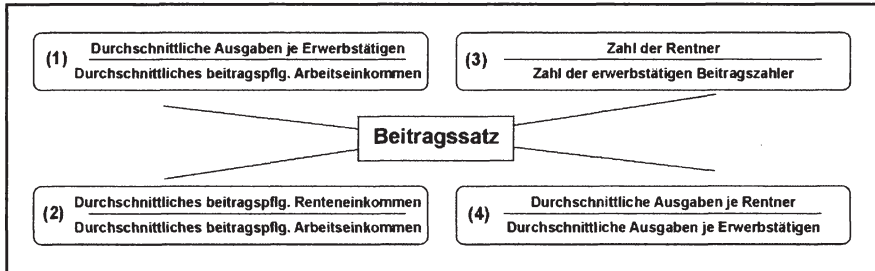 (1) Durchschnittliche Ausgaben je Erwerbstätigen
Durchschnittliches beitragspflg. Arbeitseinkommen
(3) Zahl der Rentner
Zahl der erwerbstätigen Beitragszahler
Beitragssatz
(2) Durchschnittliches beitragspflg. Renteneinkommen
Durchschnittliches beitragspflg. Arbeitseinkommen
(4) Durchschnittliche Ausgaben je Rentner
Durchschnittliche Ausgaben je Erwerbstätigen